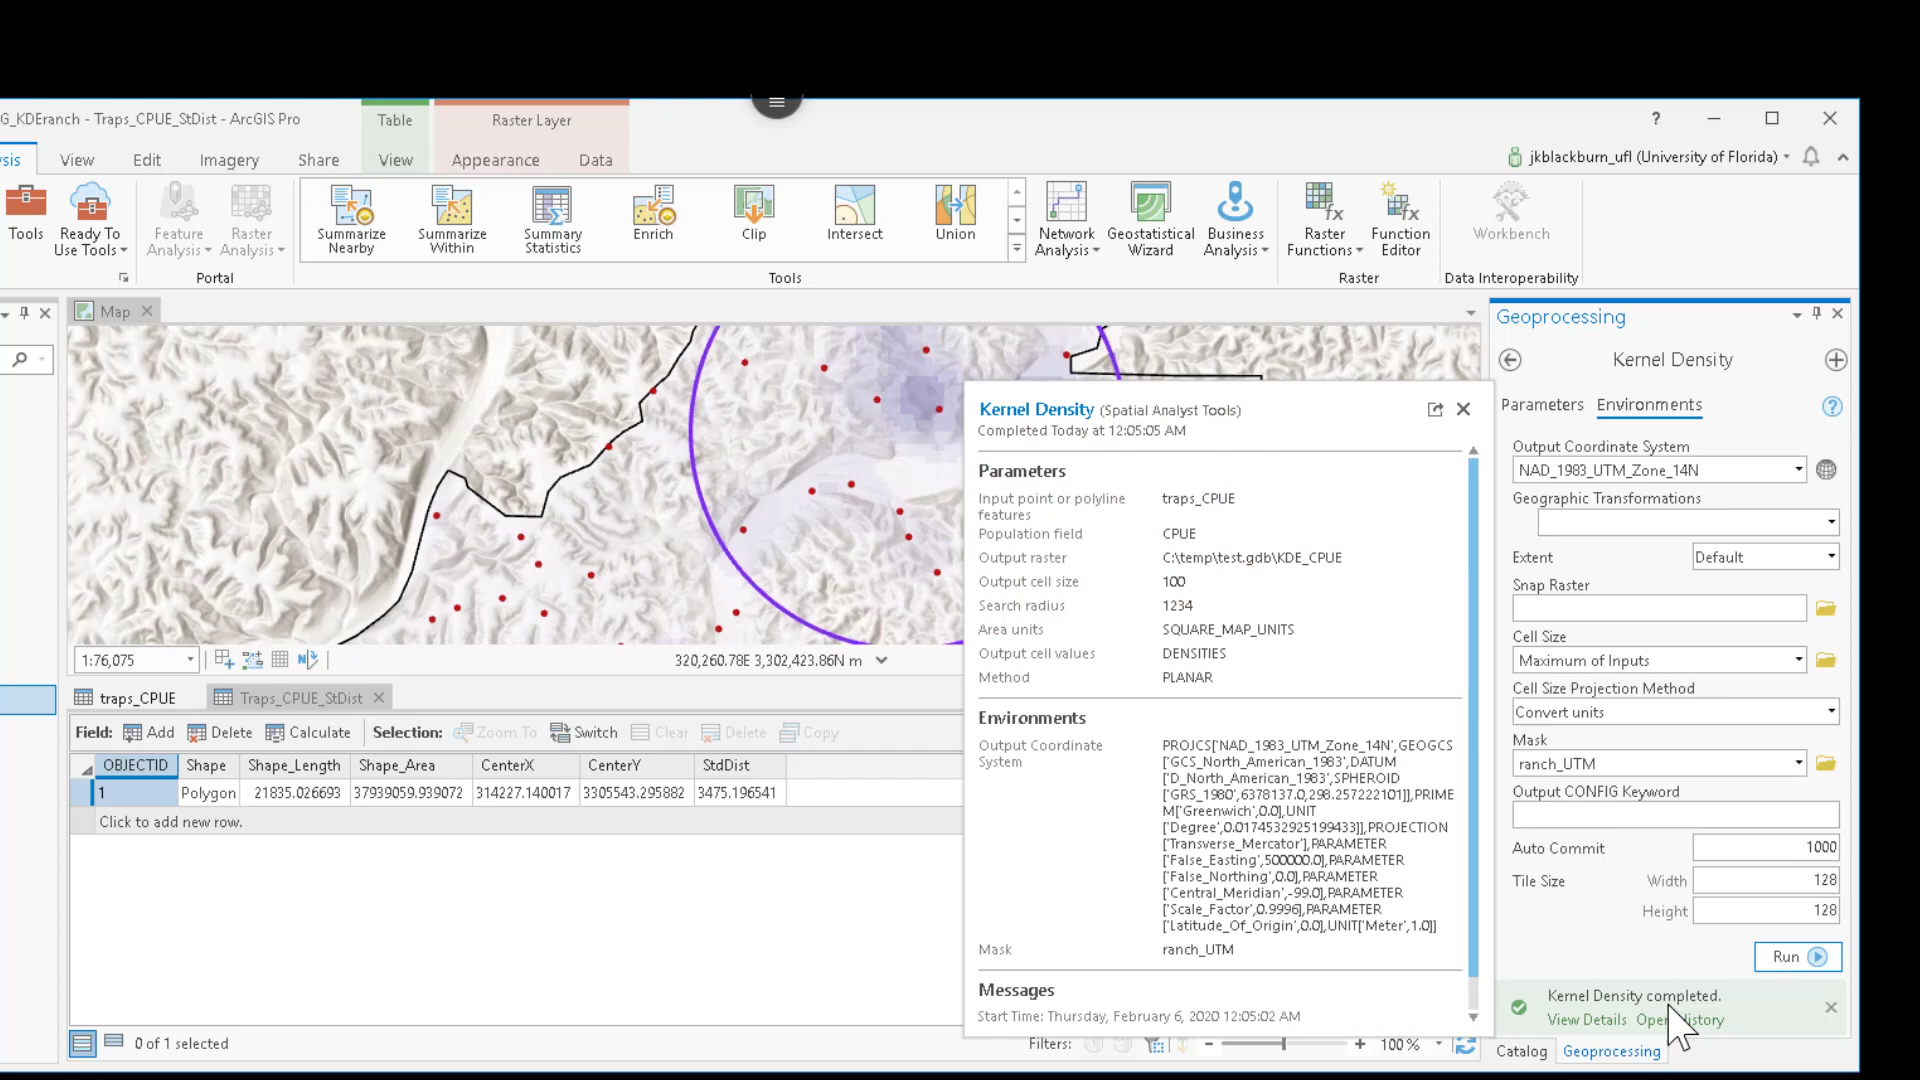 G_KDEranch - Traps_CPUE_StDist - ArcGIS Pro
Table
Raster Layer
?
ysis
View
Edit
Imagery
Share
View
Appearance
Data
jkblackburn_ufl (University of Florida)
Tools
Ready To
Use Tools
Feature
Analysis
Raster
Analysis
Summarize
Nearby
Summarize
Within
Summary
Statistics
Enrich
Clip
Intersect
Union
Network
Analysis
Geostatistical
Wizard
Business
Analysis
Raster
Functions
Function
Editor
Workbench
Portal
Tools
Raster
Data Interoperability
Map
1:76,075
320,260.78E 3,302,423.86N m
traps_CPUE
Traps_CPUE_StDist
Field: Add Delete Calculate Selection: Zoom To Switch Clear Delete Copy
OBJECTID Shape Shape_Length Shape_Area CenterX CenterY StdDist
1 Polygon 21835.026693 37939059.939072 314227.140017 3305543.295882 3475.196541
Click to add new row.
0 of 1 selected
Filters:
100 %
Kernel Density (Spatial Analyst Tools)
Completed Today at 12:05:05 AM
Parameters
Input point or polyline
features
traps_CPUE
Population field CPUE
Output raster C:\temp\test.gdb\KDE_CPUE
Output cell size 100
Search radius 1234
Area units SQUARE_MAP_UNITS
Output cell values DENSITIES
Method PLANAR
Environments
Output Coordinate
System
PROJCS['NAD_1983_UTM_Zone_14N',GEOGCS
['GCS_North_American_1983',DATUM
['D_North_American_1983',SPHEROID
['GRS_1980',6378137.0,298.257222101]],PRIME
M['Greenwich',0.0],UNIT
['Degree',0.0174532925199433]],PROJECTION
['Transverse_Mercator'],PARAMETER
['False_Easting',500000.0],PARAMETER
['False_Northing',0.0],PARAMETER
['Central_Meridian',-99.0],PARAMETER
['Scale_Factor',0.9996],PARAMETER
['Latitude_Of_Origin',0.0],UNIT['Meter',1.0]]
Mask ranch_UTM
Messages
Start Time: Thursday, February 6, 2020 12:05:02 AM
Geoprocessing
Kernel Density
Parameters Environments
?
Output Coordinate System
NAD_1983_UTM_Zone_14N
Geographic Transformations
Extent Default
Snap Raster
Cell Size
Maximum of Inputs
Cell Size Projection Method
Convert units
Mask
ranch_UTM
Output CONFIG Keyword
Auto Commit 1000
Tile Size Width 128
Height 128
Run
Kernel Density completed.
View Details Open History
Catalog Geoprocessing